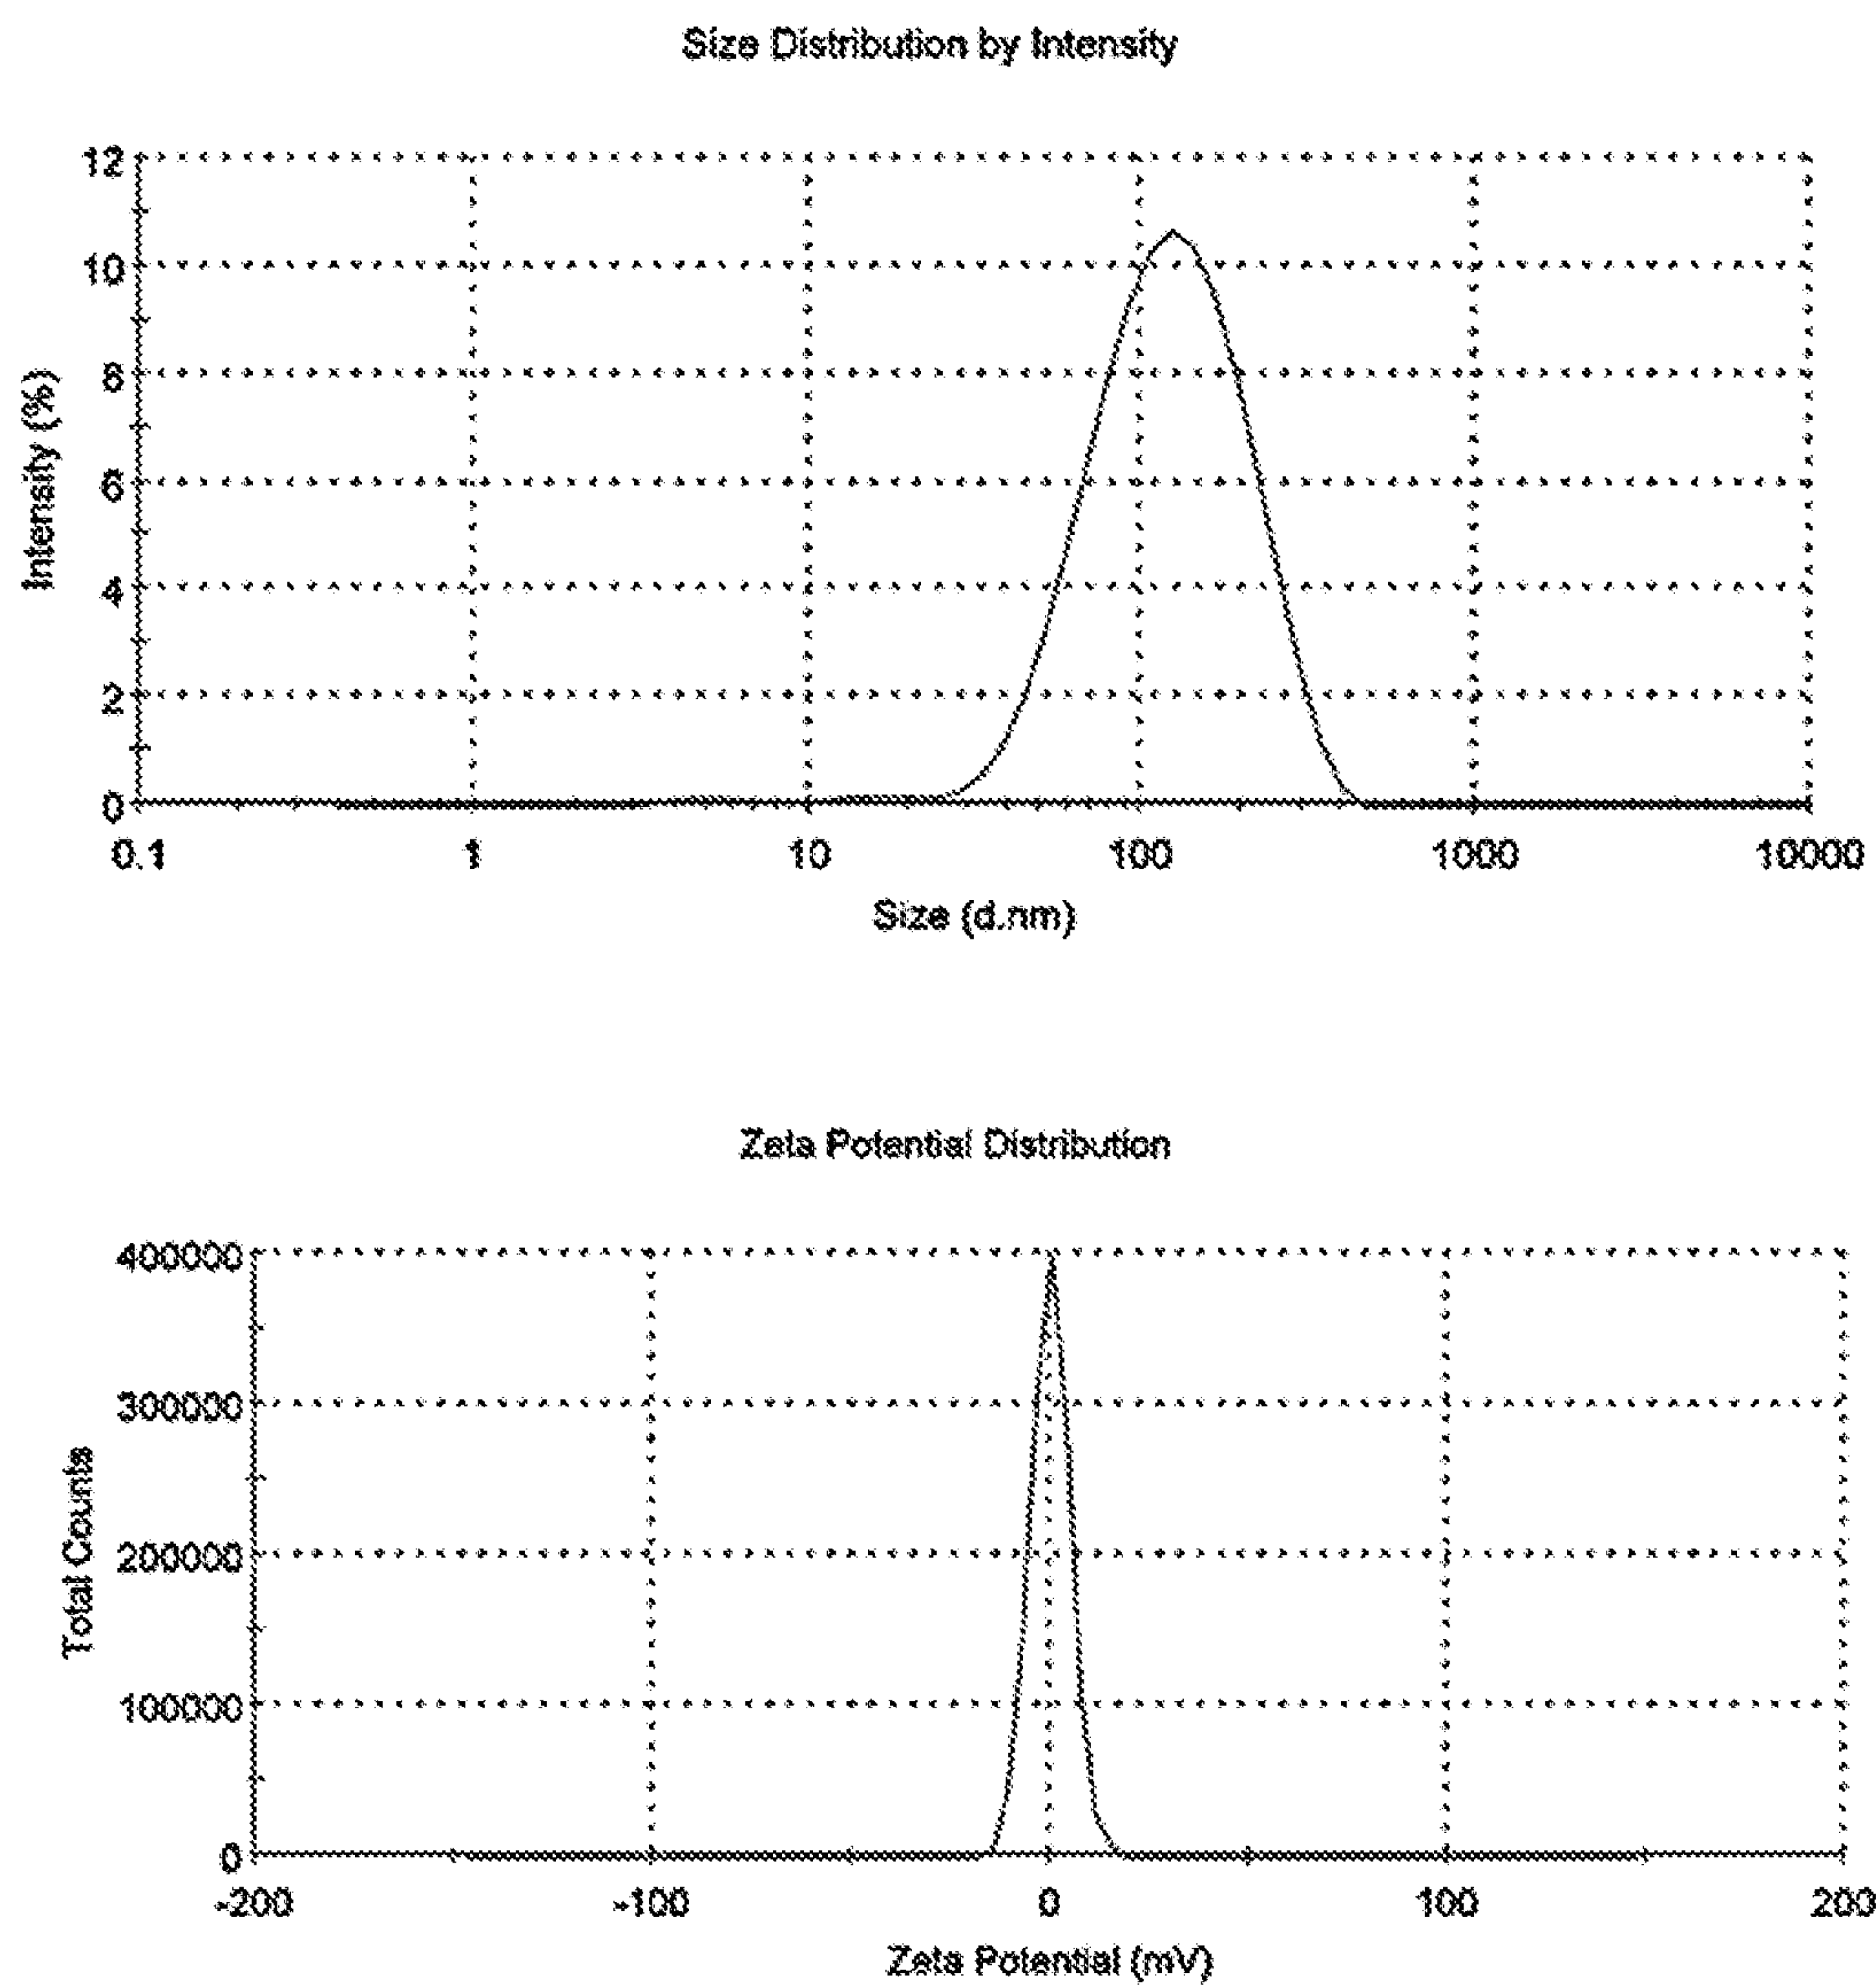 Size Distribution by Intensity
12
10
8
6
4
2
0
Intensity (%)
0.1 1 10 100 1000 10000
Size (d.nm)
Zeta Potential Distribution
400000
300000
200000
100000
0
Total Counts
-200 -100 0 100 200
Zeta Potential (mV)